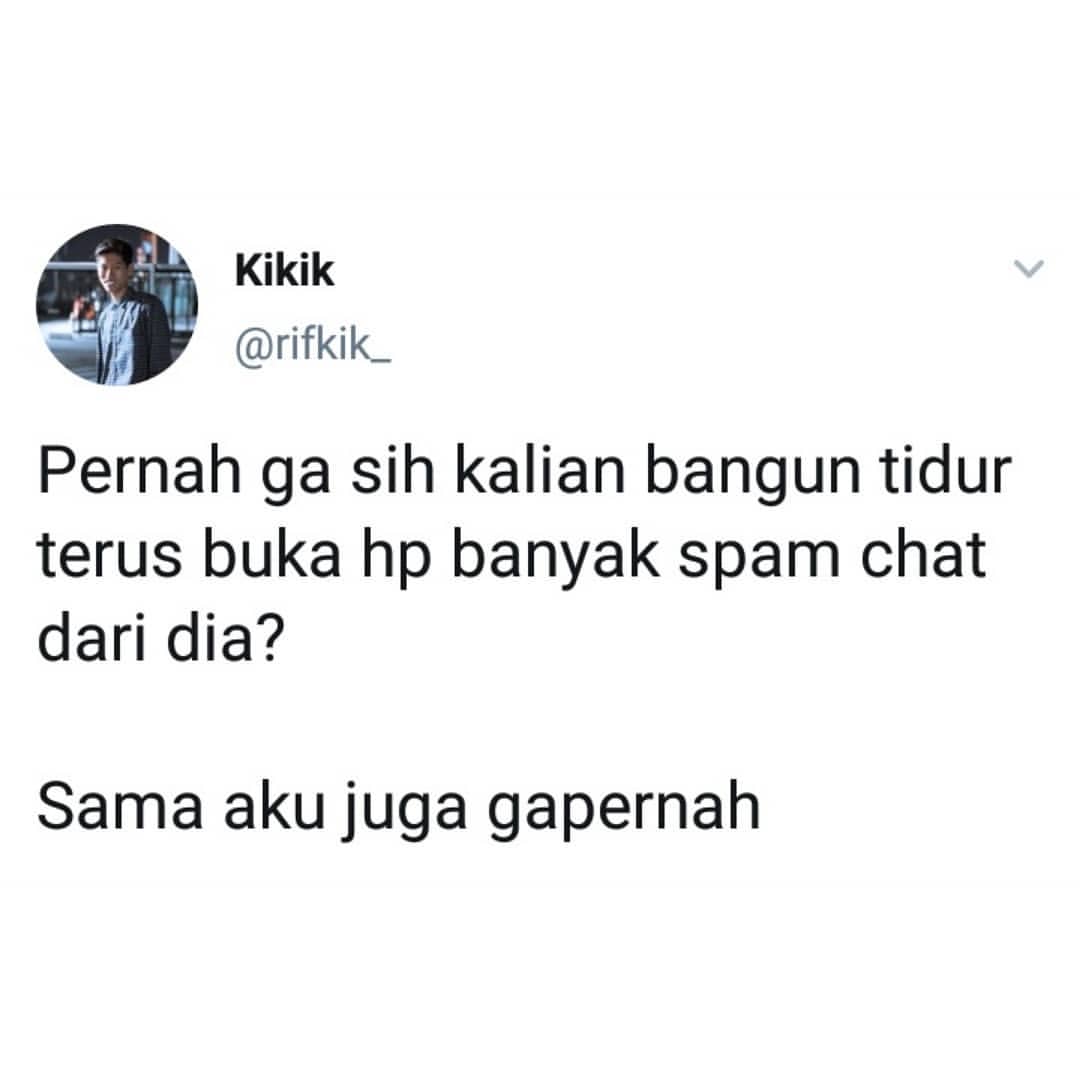 Kikik
@rifkik_
Pernah ga sih kalian bangun tidur
terus buka hp banyak spam chat
dari dia?
Sama aku juga gapernah